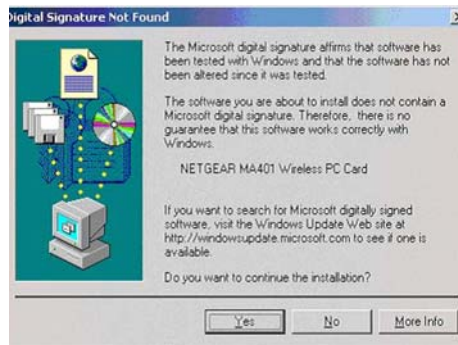 Digital Signature Not Found
The Microsoft digital signature affirms that software has
been tested with Windows and that the software has not
been altered since it was tested.
The software you are about to install does not contain a
Microsoft digital signature. Therefore, there is no
guarantee that this software works correctly with
Windows.
NETGEAR MA401 Wireless PC Card
If you want to search for Microsoft digitally signed
software, visit the Windows Update Web site at
http://windowsupdate.microsoft.com to see if one is
available.
Do you want to continue the installation?
Yes No More Info